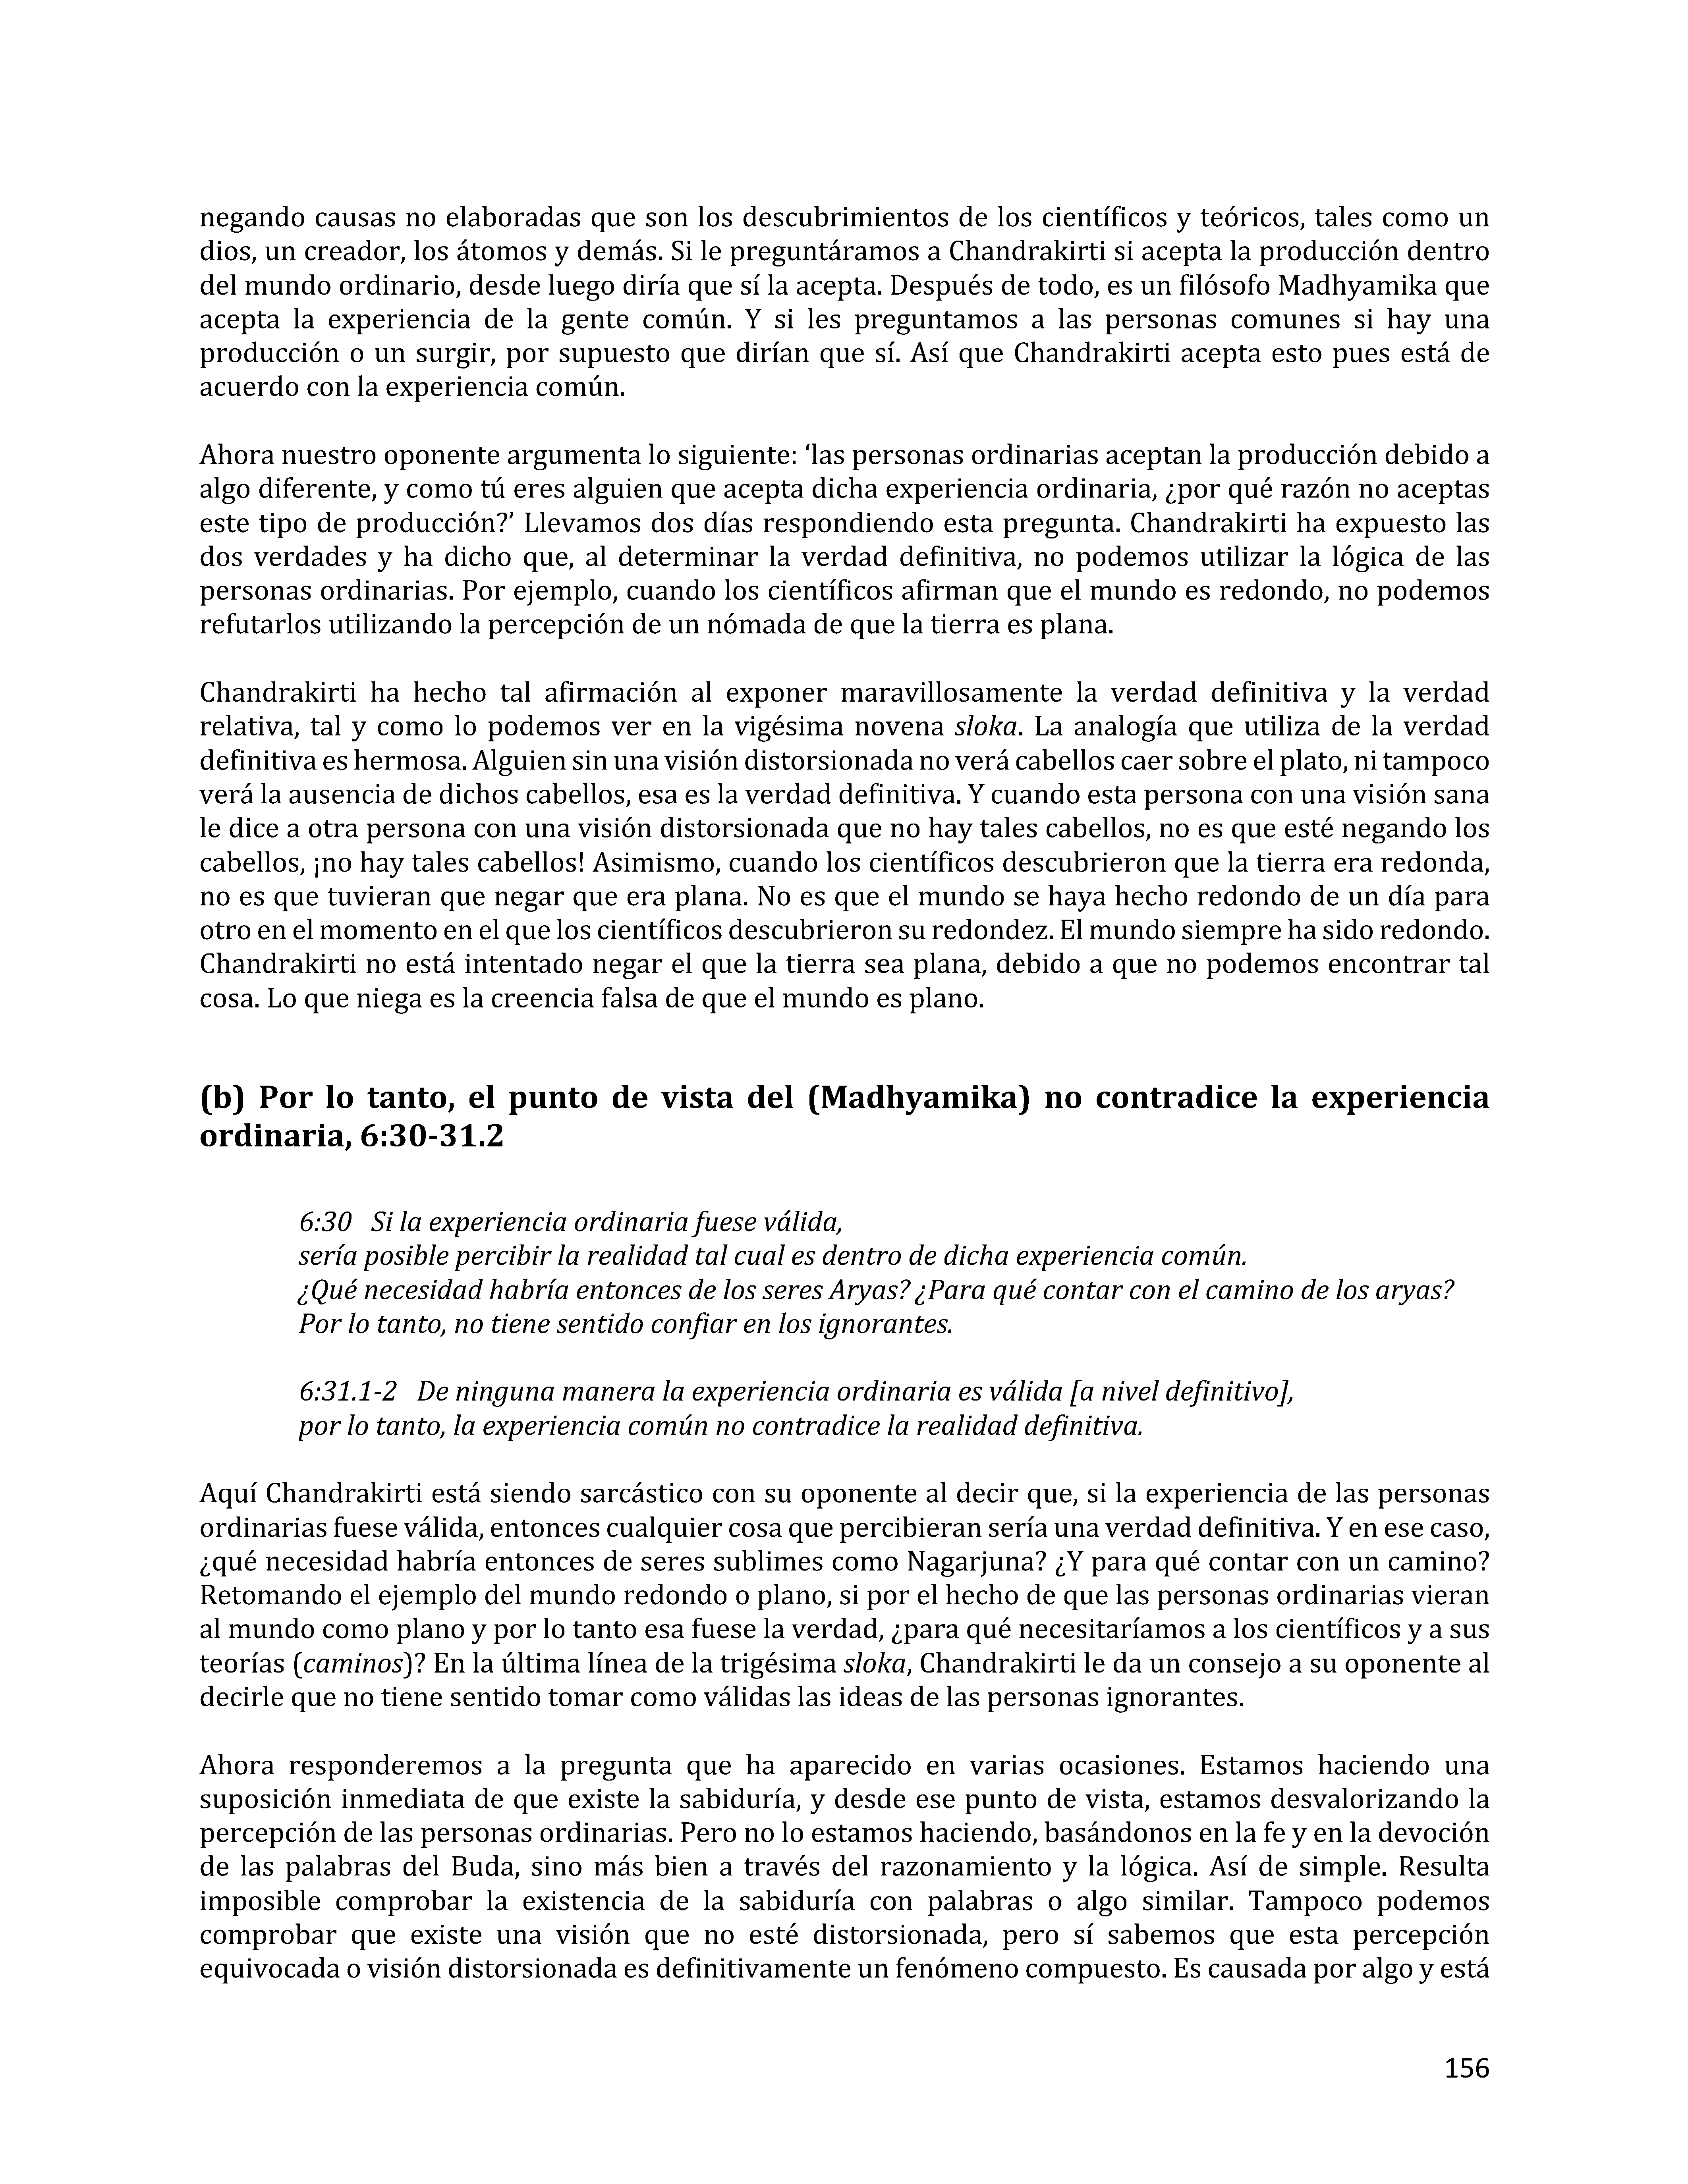 negando causas no elaboradas que son los descubrimientos de los científicos y teóricos, tales como un
dios, un creador, los átomos y demás. Si le preguntáramos a Chandrakirti si acepta la producción dentro
del mundo ordinario, desde luego diría que sí la acepta. Después de todo, es un filósofo Madhyamika que
acepta la experiencia de la gente común. Y si les preguntamos a las personas comunes si hay una
producción o un surgir, por supuesto que dirían que sí. Así que Chandrakirti acepta esto pues está de
acuerdo con la experiencia común.
Ahora nuestro oponente argumenta lo siguiente: ‘las personas ordinarias aceptan la producción debido a
algo diferente, y como tú eres alguien que acepta dicha experiencia ordinaria, ¿por qué razón no aceptas
este tipo de producción?’ Llevamos dos días respondiendo esta pregunta. Chandrakirti ha expuesto las
dos verdades y ha dicho que, al determinar la verdad definitiva, no podemos utilizar la lógica de las
personas ordinarias. Por ejemplo, cuando los científicos afirman que el mundo es redondo, no podemos
refutarlos utilizando la percepción de un nómada de que la tierra es plana.
Chandrakirti ha hecho tal afirmación al exponer maravillosamente la verdad definitiva y la verdad
relativa, tal y como lo podemos ver en la vigésima novena sloka. La analogía que utiliza de la verdad
definitiva es hermosa. Alguien sin una visión distorsionada no verá cabellos caer sobre el plato, ni tampoco
verá la ausencia de dichos cabellos, esa es la verdad definitiva. Y cuando esta persona con una visión sana
le dice a otra persona con una visión distorsionada que no hay tales cabellos, no es que esté negando los
cabellos, ¡no hay tales cabellos! Asimismo, cuando los científicos descubrieron que la tierra era redonda,
no es que tuvieran que negar que era plana. No es que el mundo se haya hecho redondo de un día para
otro en el momento en el que los científicos descubrieron su redondez. El mundo siempre ha sido redondo.
Chandrakirti no está intentado negar el que la tierra sea plana, debido a que no podemos encontrar tal
cosa. Lo que niega es la creencia falsa de que el mundo es plano.
(b) Por lo tanto, el punto de vista del (Madhyamika) no contradice la experiencia
ordinaria, 6:30-31.2
6:30 Si la experiencia ordinaria fuese válida,
sería posible percibir la realidad tal cual es dentro de dicha experiencia común.
¿Qué necesidad habría entonces de los seres Aryas? ¿Para qué contar con el camino de los aryas?
Por lo tanto, no tiene sentido confiar en los ignorantes.
6:31.1-2 De ninguna manera la experiencia ordinaria es válida [a nivel definitivo],
por lo tanto, la experiencia común no contradice la realidad definitiva.
Aquí Chandrakirti está siendo sarcástico con su oponente al decir que, si la experiencia de las personas
ordinarias fuese válida, entonces cualquier cosa que percibieran sería una verdad definitiva. Y en ese caso,
¿qué necesidad habría entonces de seres sublimes como Nagarjuna? ¿Y para qué contar con un camino?
Retomando el ejemplo del mundo redondo o plano, si por el hecho de que las personas ordinarias vieran
al mundo como plano y por lo tanto esa fuese la verdad, ¿para qué necesitaríamos a los científicos y a sus
teorías (caminos)? En la última línea de la trigésima sloka, Chandrakirti le da un consejo a su oponente al
decirle que no tiene sentido tomar como válidas las ideas de las personas ignorantes.
Ahora responderemos a la pregunta que ha aparecido en varias ocasiones. Estamos haciendo una
suposición inmediata de que existe la sabiduría, y desde ese punto de vista, estamos desvalorizando la
percepción de las personas ordinarias. Pero no lo estamos haciendo, basándonos en la fe y en la devoción
de las palabras del Buda, sino más bien a través del razonamiento y la lógica. Así de simple. Resulta
imposible comprobar la existencia de la sabiduría con palabras o algo similar. Tampoco podemos
comprobar que existe una visión que no esté distorsionada, pero sí sabemos que esta percepción
equivocada o visión distorsionada es definitivamente un fenómeno compuesto. Es causada por algo y está
156